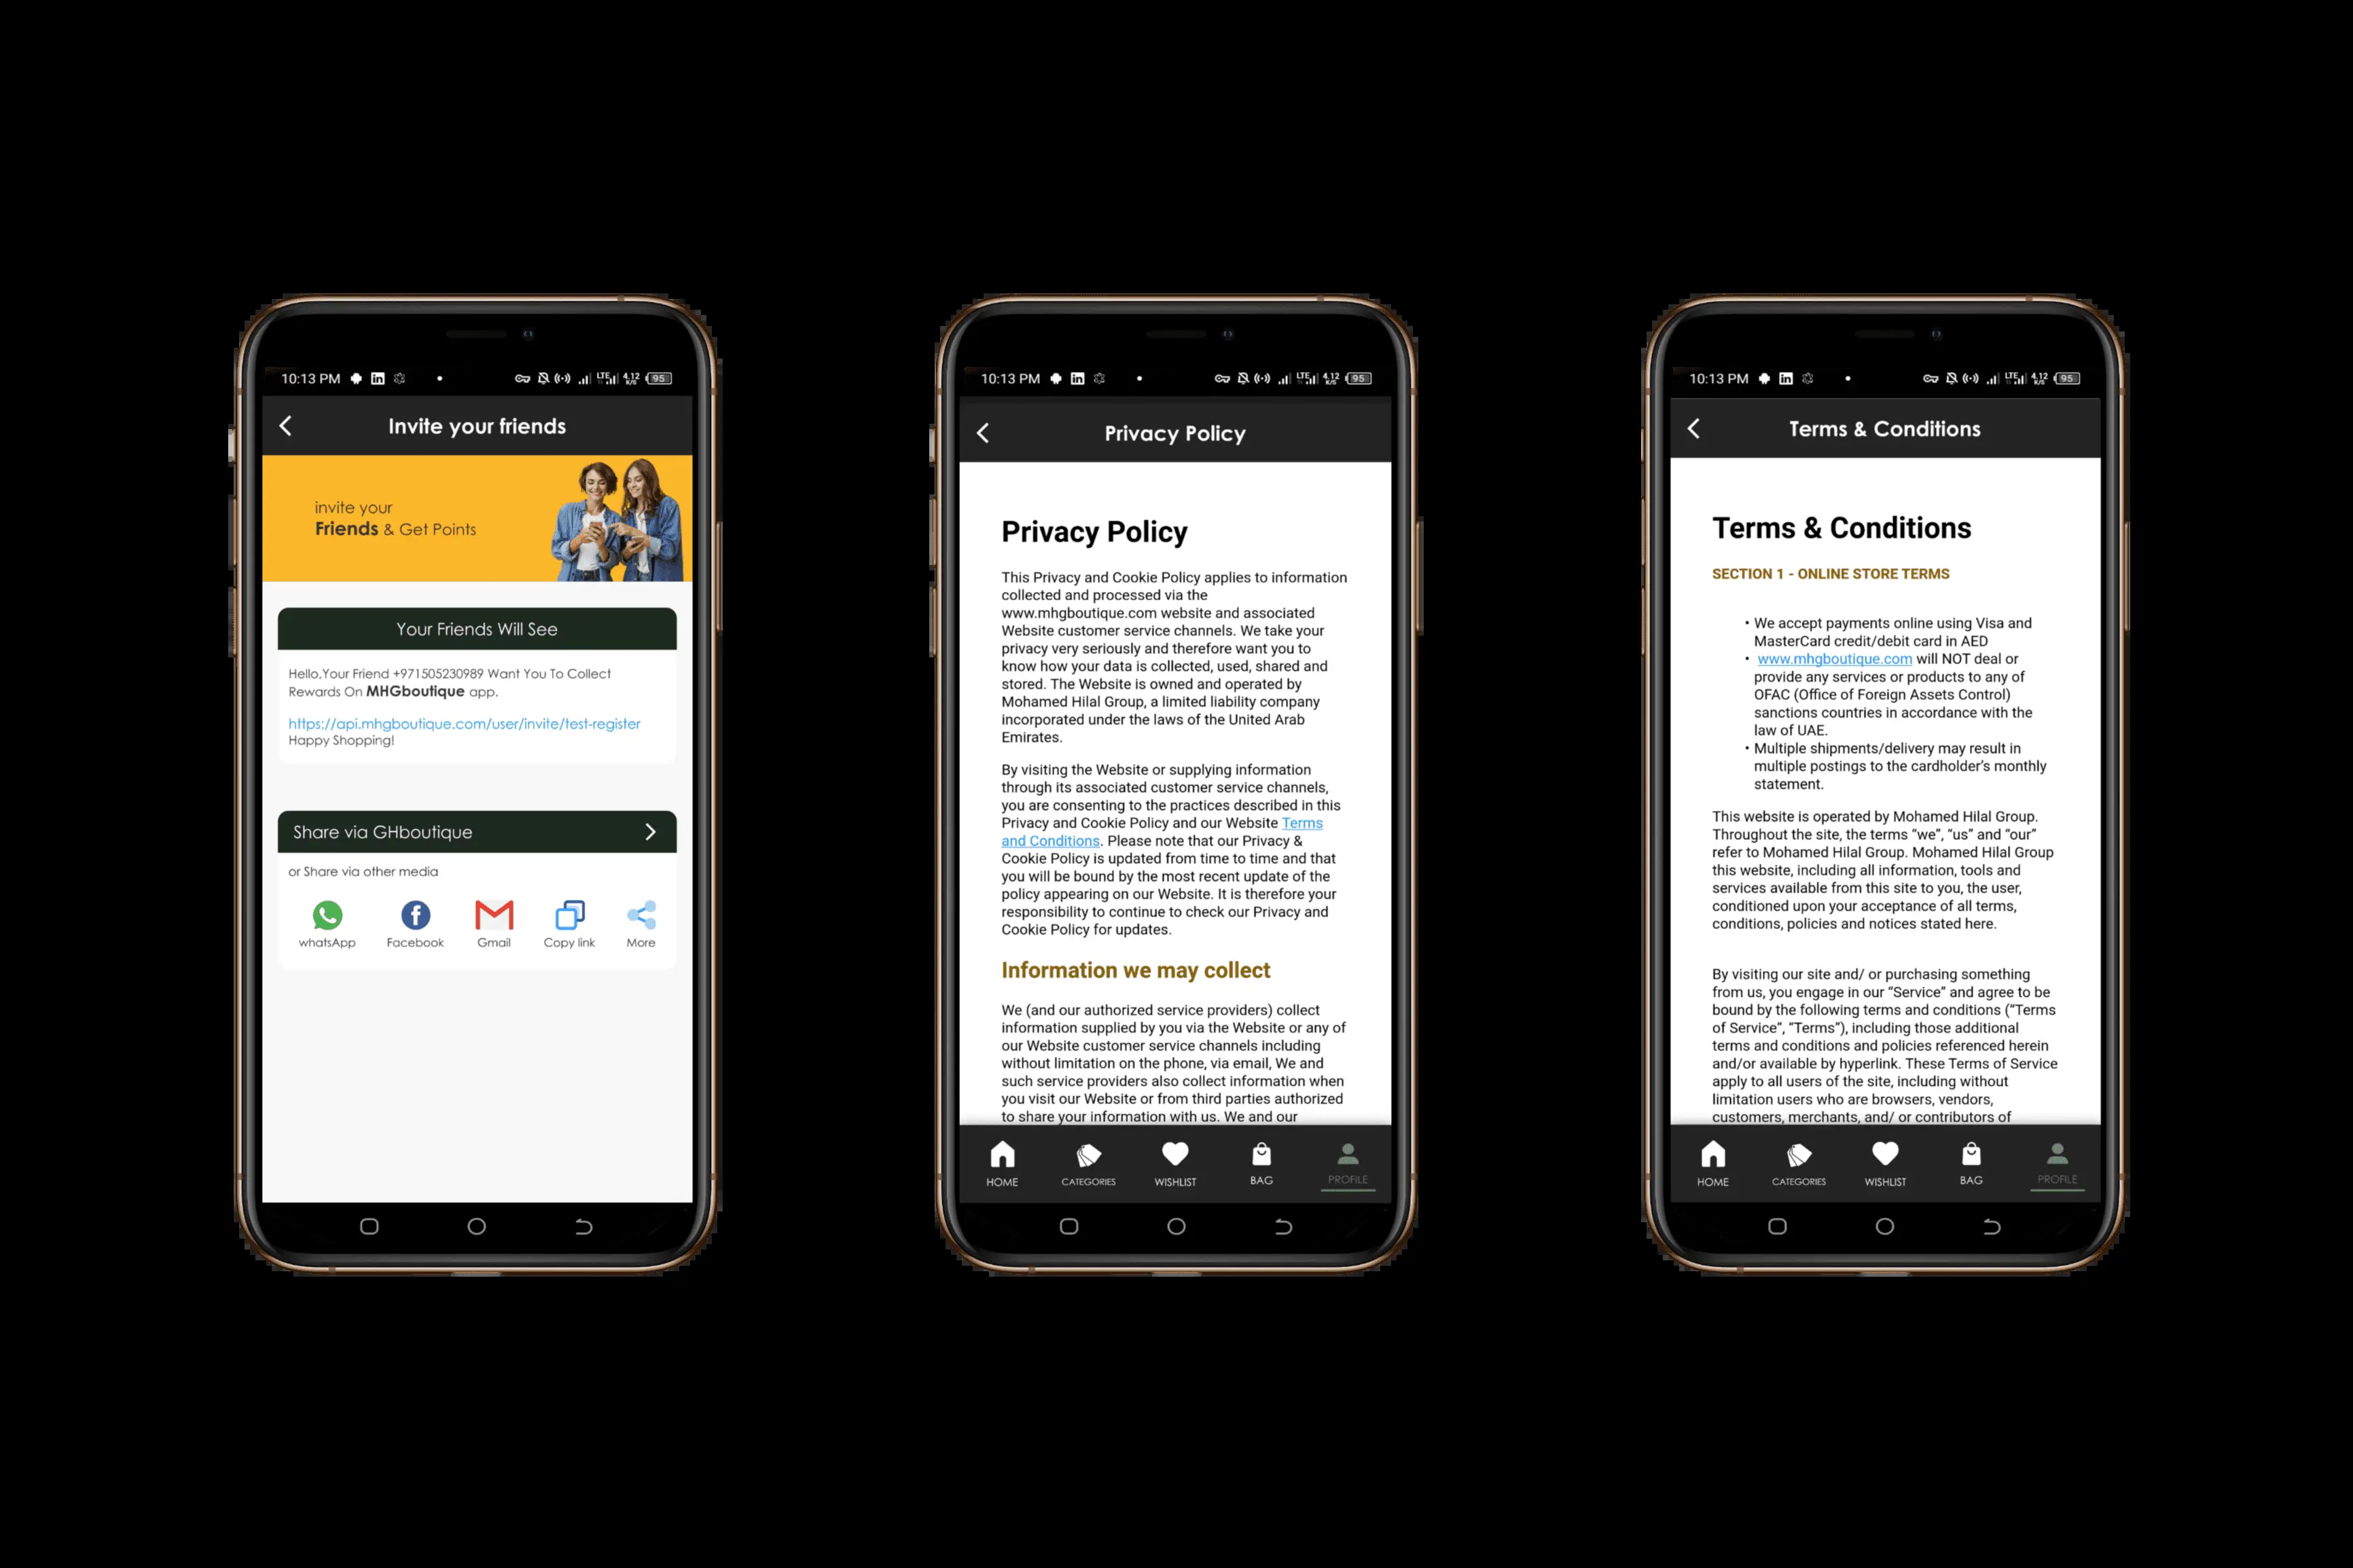 10:13 PM
LTE 4.12 K/S 95
Invite your friends
invite your
Friends & Get Points
Your Friends Will See
Hello,Your Friend +971505230989 Want You To Collect
Rewards On MHGboutique app.
https://api.mhgboutique.com/user/invite/test-register
Happy Shopping!
Share via GHboutique
or Share via other media
whatsApp Facebook Gmail Copy link More
10:13 PM
LTE 4.12 K/S 95
Privacy Policy
Privacy Policy
This Privacy and Cookie Policy applies to information
collected and processed via the
www.mhgboutique.com website and associated
Website customer service channels. We take your
privacy very seriously and therefore want you to
know how your data is collected, used, shared and
stored. The Website is owned and operated by
Mohamed Hilal Group, a limited liability company
incorporated under the laws of the United Arab
Emirates.
By visiting the Website or supplying information
through its associated customer service channels,
you are consenting to the practices described in this
Privacy and Cookie Policy and our Website Terms
and Conditions. Please note that our Privacy &
Cookie Policy is updated from time to time and that
you will be bound by the most recent update of the
policy appearing on our Website. It is therefore your
responsibility to continue to check our Privacy and
Cookie Policy for updates.
Information we may collect
We (and our authorized service providers) collect
information supplied by you via the Website or any of
our Website customer service channels including
without limitation on the phone, via email, We and
such service providers also collect information when
you visit our Website or from third parties authorized
to share your information with us. We and our
HOME CATEGORIES WISHLIST BAG PROFILE
10:13 PM
LTE 4.12 K/S 95
Terms & Conditions
Terms & Conditions
SECTION 1 - ONLINE STORE TERMS
• We accept payments online using Visa and
MasterCard credit/debit card in AED
• www.mhgboutique.com will NOT deal or
provide any services or products to any of
OFAC (Office of Foreign Assets Control)
sanctions countries in accordance with the
law of UAE.
• Multiple shipments/delivery may result in
multiple postings to the cardholder’s monthly
statement.
This website is operated by Mohamed Hilal Group.
Throughout the site, the terms “we”, “us” and “our”
refer to Mohamed Hilal Group. Mohamed Hilal Group
this website, including all information, tools and
services available from this site to you, the user,
conditioned upon your acceptance of all terms,
conditions, policies and notices stated here.
By visiting our site and/ or purchasing something
from us, you engage in our “Service” and agree to be
bound by the following terms and conditions (“Terms
of Service”, “Terms”), including those additional
terms and conditions and policies referenced herein
and/or available by hyperlink. These Terms of Service
apply to all users of the site, including without
limitation users who are browsers, vendors,
customers, merchants, and/ or contributors of
HOME CATEGORIES WISHLIST BAG PROFILE